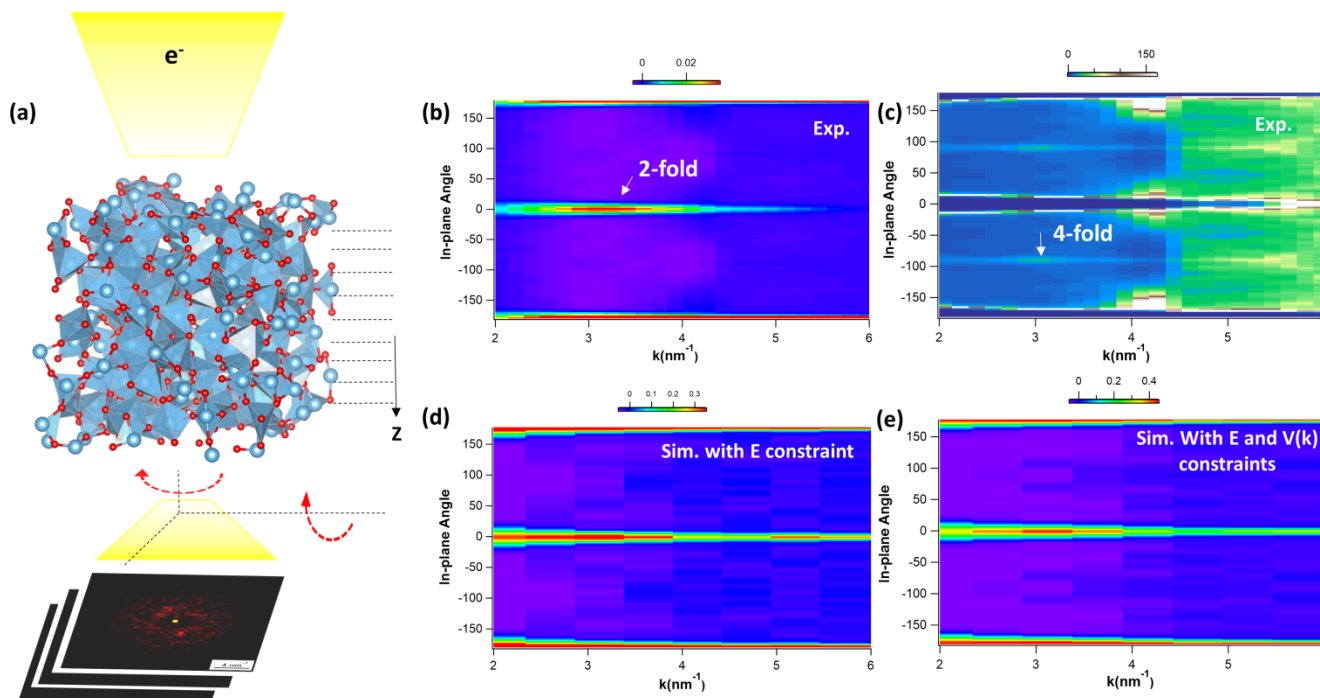 e-
(a)
Z
4 nm-1
0 0.02
(b)
Exp.
2-fold
In-plane Angle
150
100
50
0
-50
-100
-150
2 3 4 5 6
k(nm-1)
0 150
(c)
Exp.
4-fold
In-plane Angle
150
100
50
0
-50
-100
-150
2 3 4 5
k(nm-1)
0 0.1 0.2 0.3
(d)
Sim. with E constraint
In-plane Angle
150
100
50
0
-50
-100
-150
2 3 4 5 6
k(nm-1)
0 0.2 0.4
(e)
Sim. With E and V(k)
constraints
In-plane Angle
150
100
50
0
-50
-100
-150
2 3 4 5
k(nm-1)